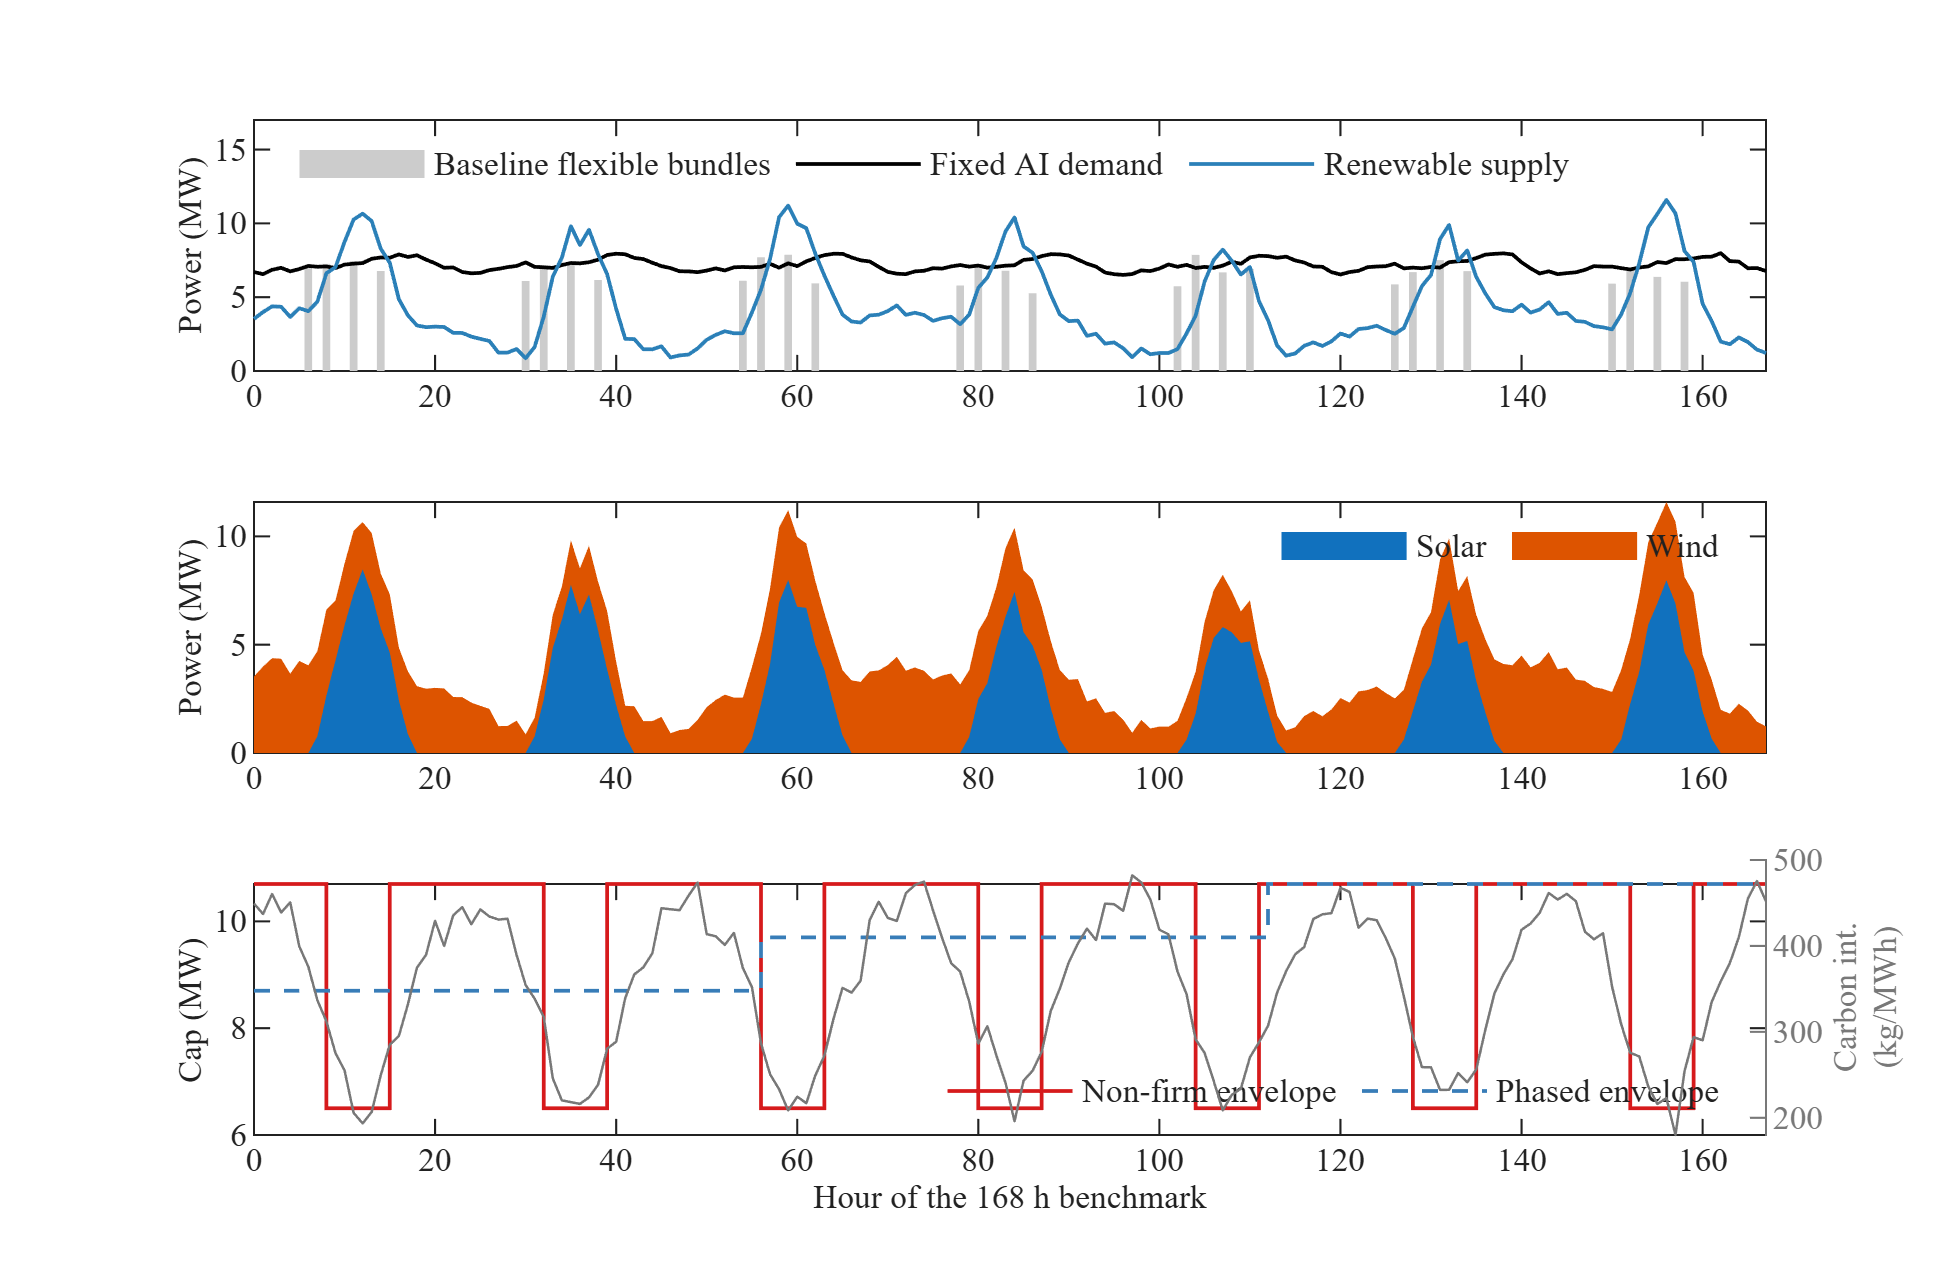 Power (MW)
15
10
5
0
Baseline flexible bundles
Fixed AI demand
Renewable supply
0 20 40 60 80 100 120 140 160
Power (MW)
10
5
0
Solar
Wind
0 20 40 60 80 100 120 140 160
Cap (MW)
10
8
6
Non-firm envelope
Phased envelope
500
400
300
200
Carbon int.
(kg/MWh)
0 20 40 60 80 100 120 140 160
Hour of the 168 h benchmark